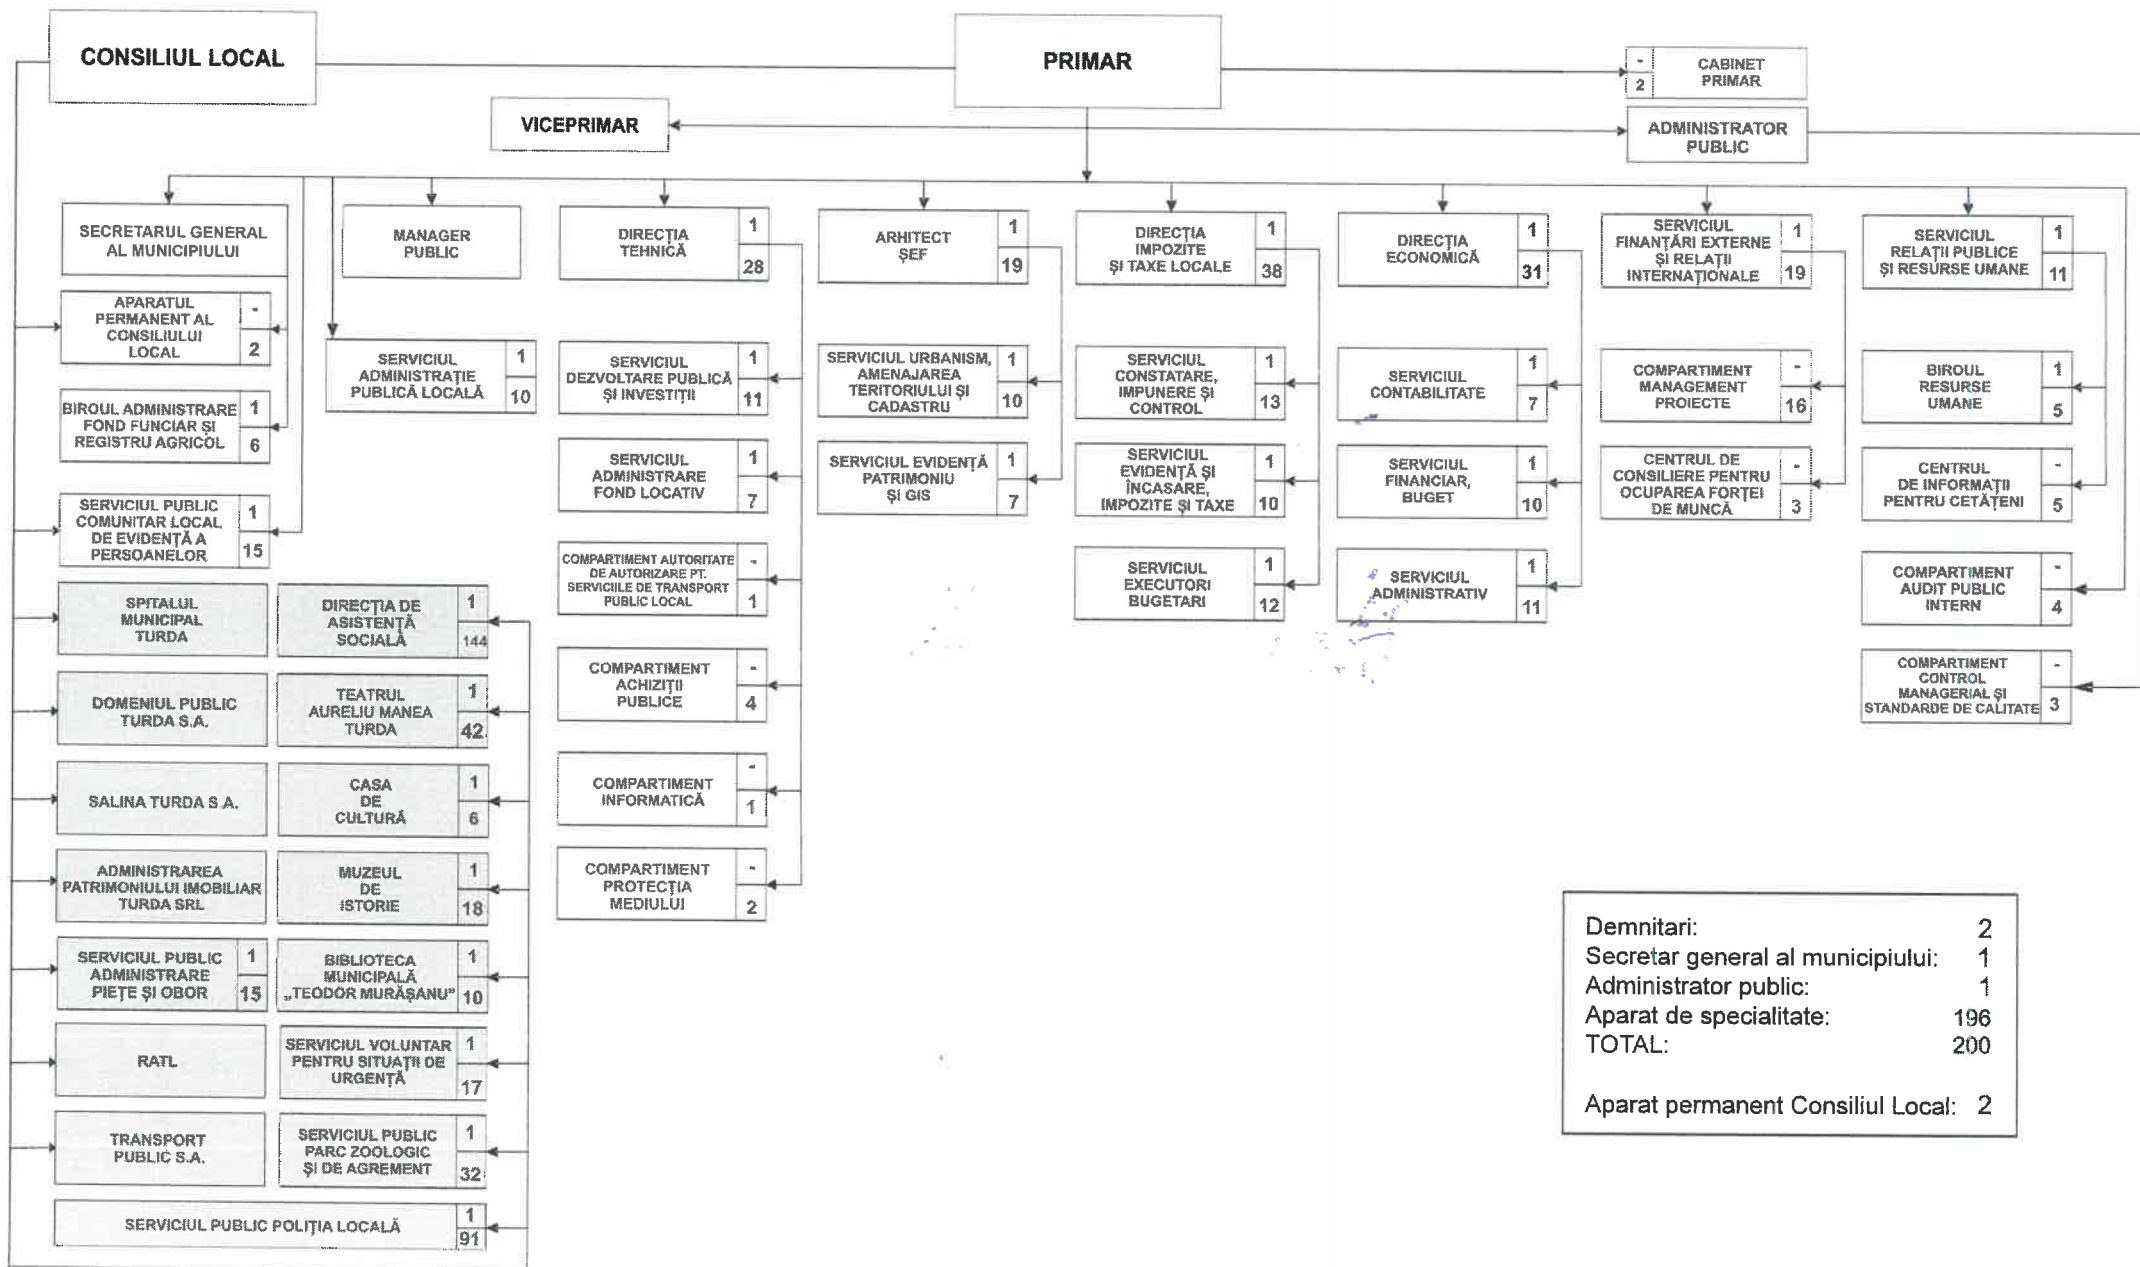 CONSILIUL LOCAL
PRIMAR
-
2
CABINET
PRIMAR
VICEPRIMAR
ADMINISTRATOR
PUBLIC
SECRETARUL GENERAL
AL MUNICIPIULUI
MANAGER
PUBLIC
DIRECȚIA
TEHNICĂ
1
28
ARHITECT
ȘEF
1
19
DIRECȚIA
IMPOZITE
ȘI TAXE LOCALE
1
38
DIRECȚIA
ECONOMICĂ
1
31
SERVICIUL
FINANȚĂRI EXTERNE
ȘI RELAȚII
INTERNAȚIONALE
1
19
SERVICIUL
RELAȚII PUBLICE
ȘI RESURSE UMANE
1
11
APARATUL
PERMANENT AL
CONSILIULUI
LOCAL
-
2
SERVICIUL
ADMINISTRAȚIE
PUBLICĂ LOCALĂ
1
10
SERVICIUL
DEZVOLTARE PUBLICĂ
ȘI INVESTIȚII
1
11
SERVICIUL URBANISM,
AMENAJAREA
TERITORIULUI ȘI
CADASTRU
1
10
SERVICIUL
CONSTATARE,
IMPUNERE ȘI
CONTROL
1
13
SERVICIUL
CONTABILITATE
1
7
COMPARTIMENT
MANAGEMENT
PROIECTE
-
16
BIROUL
RESURSE
UMANE
1
5
BIROUL ADMINISTRARE
FOND FUNCIAR ȘI
REGISTRU AGRICOL
1
6
SERVICIUL
ADMINISTRARE
FOND LOCATIV
1
7
SERVICIUL EVIDENȚĂ
PATRIMONIU
ȘI GIS
1
7
SERVICIUL
EVIDENȚĂ ȘI
ÎNCASARE,
IMPOZITE ȘI TAXE
1
10
SERVICIUL
FINANCIAR,
BUGET
1
10
CENTRUL DE
CONSILIERE PENTRU
OCUPAREA FORȚEI
DE MUNCĂ
-
3
CENTRUL
DE INFORMAȚII
PENTRU CETĂȚENI
-
5
SERVICIUL PUBLIC
COMUNITAR LOCAL
DE EVIDENȚĂ A
PERSOANELOR
1
15
COMPARTIMENT AUTORITATE
DE AUTORIZARE PT.
SERVICIILE DE TRANSPORT
PUBLIC LOCAL
-
1
SERVICIUL
EXECUTORI
BUGETARI
1
12
SERVICIUL
ADMINISTRATIV
1
11
COMPARTIMENT
AUDIT PUBLIC
INTERN
-
4
SPITALUL
MUNICIPAL
TURDA
DIRECȚIA DE
ASISTENȚĂ
SOCIALĂ
1
144
COMPARTIMENT
ACHIZIȚII
PUBLICE
-
4
COMPARTIMENT
CONTROL
MANAGERIAL ȘI
STANDARDE DE CALITATE
-
3
DOMENIUL PUBLIC
TURDA S.A.
TEATRUL
AURELIU MANEA
TURDA
1
42
SALINA TURDA S.A.
CASA
DE
CULTURĂ
1
6
COMPARTIMENT
INFORMATICĂ
-
1
ADMINISTRAREA
PATRIMONIULUI IMOBILIAR
TURDA SRL
MUZEUL
DE
ISTORIE
1
18
COMPARTIMENT
PROTECȚIA
MEDIULUI
-
2
SERVICIUL PUBLIC
ADMINISTRARE
PIEȚE ȘI OBOR
1
15
BIBLIOTECA
MUNICIPALĂ
„TEODOR MURĂȘANU”
1
10
RATL
SERVICIUL VOLUNTAR
PENTRU SITUAȚII DE
URGENȚĂ
1
17
TRANSPORT
PUBLIC S.A.
SERVICIUL PUBLIC
PARC ZOOLOGIC
ȘI DE AGREMENT
1
32
SERVICIUL PUBLIC POLIȚIA LOCALĂ
1
91
Demnitari: 2
Secretar general al municipiului: 1
Administrator public: 1
Aparat de specialitate: 196
TOTAL: 200
Aparat permanent Consiliul Local: 2